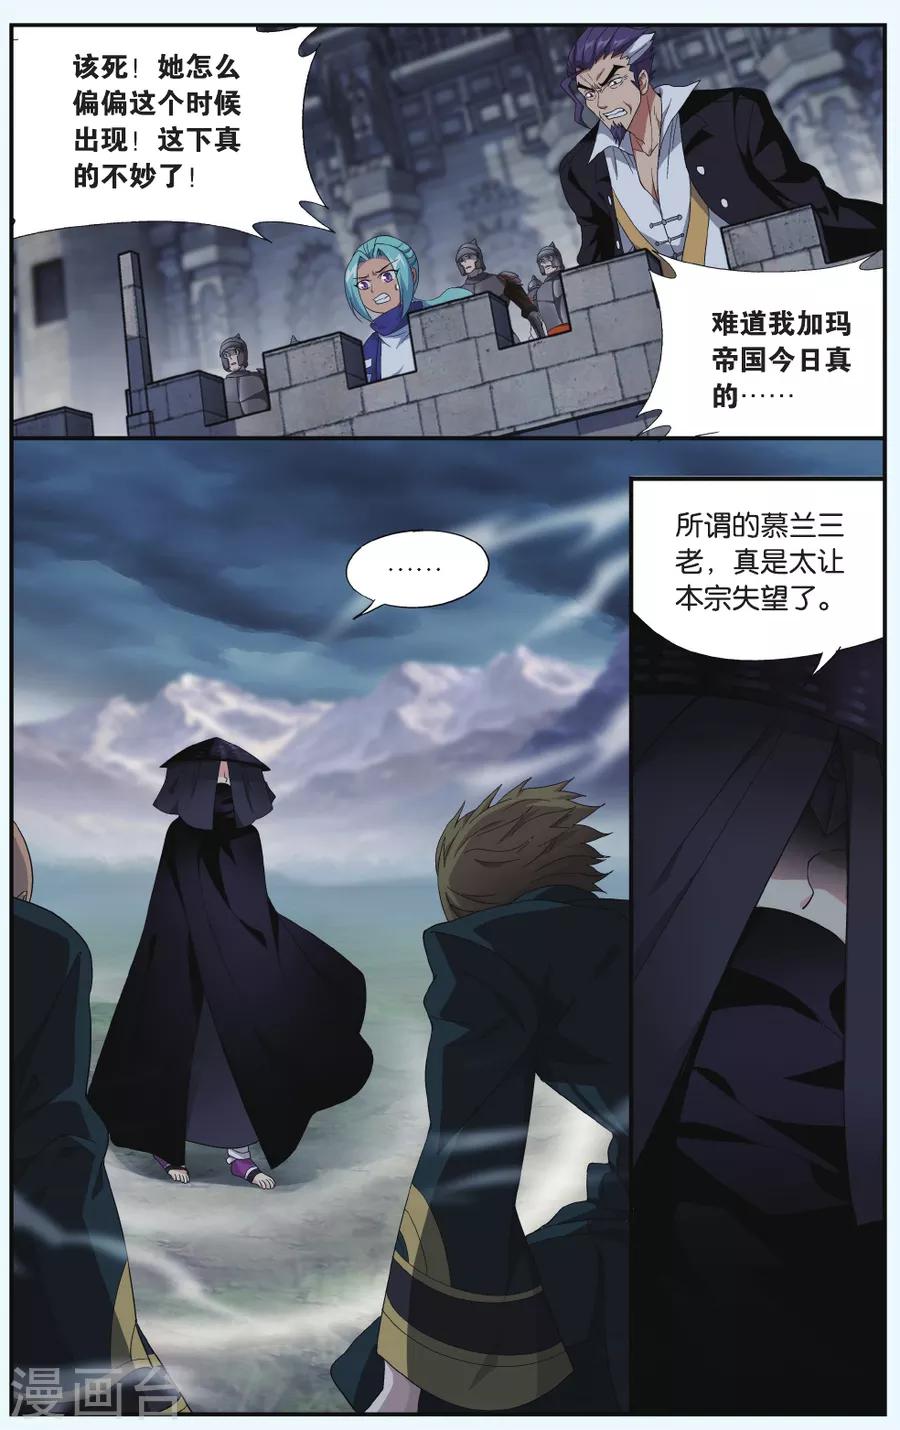 该死！她怎么
偏偏这个时候
出现！这下真
的不妙了！
难道我加玛
帝国今日真
的……
……
所谓的慕兰三
老，真是太让
本宗失望了。
漫画台